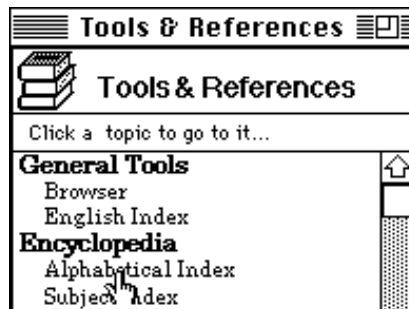 Tools & References
Tools & References
Click a topic to go to it...
General Tools
Browser
English Index
Encyclopedia
Alphabetical Index
Subject Index